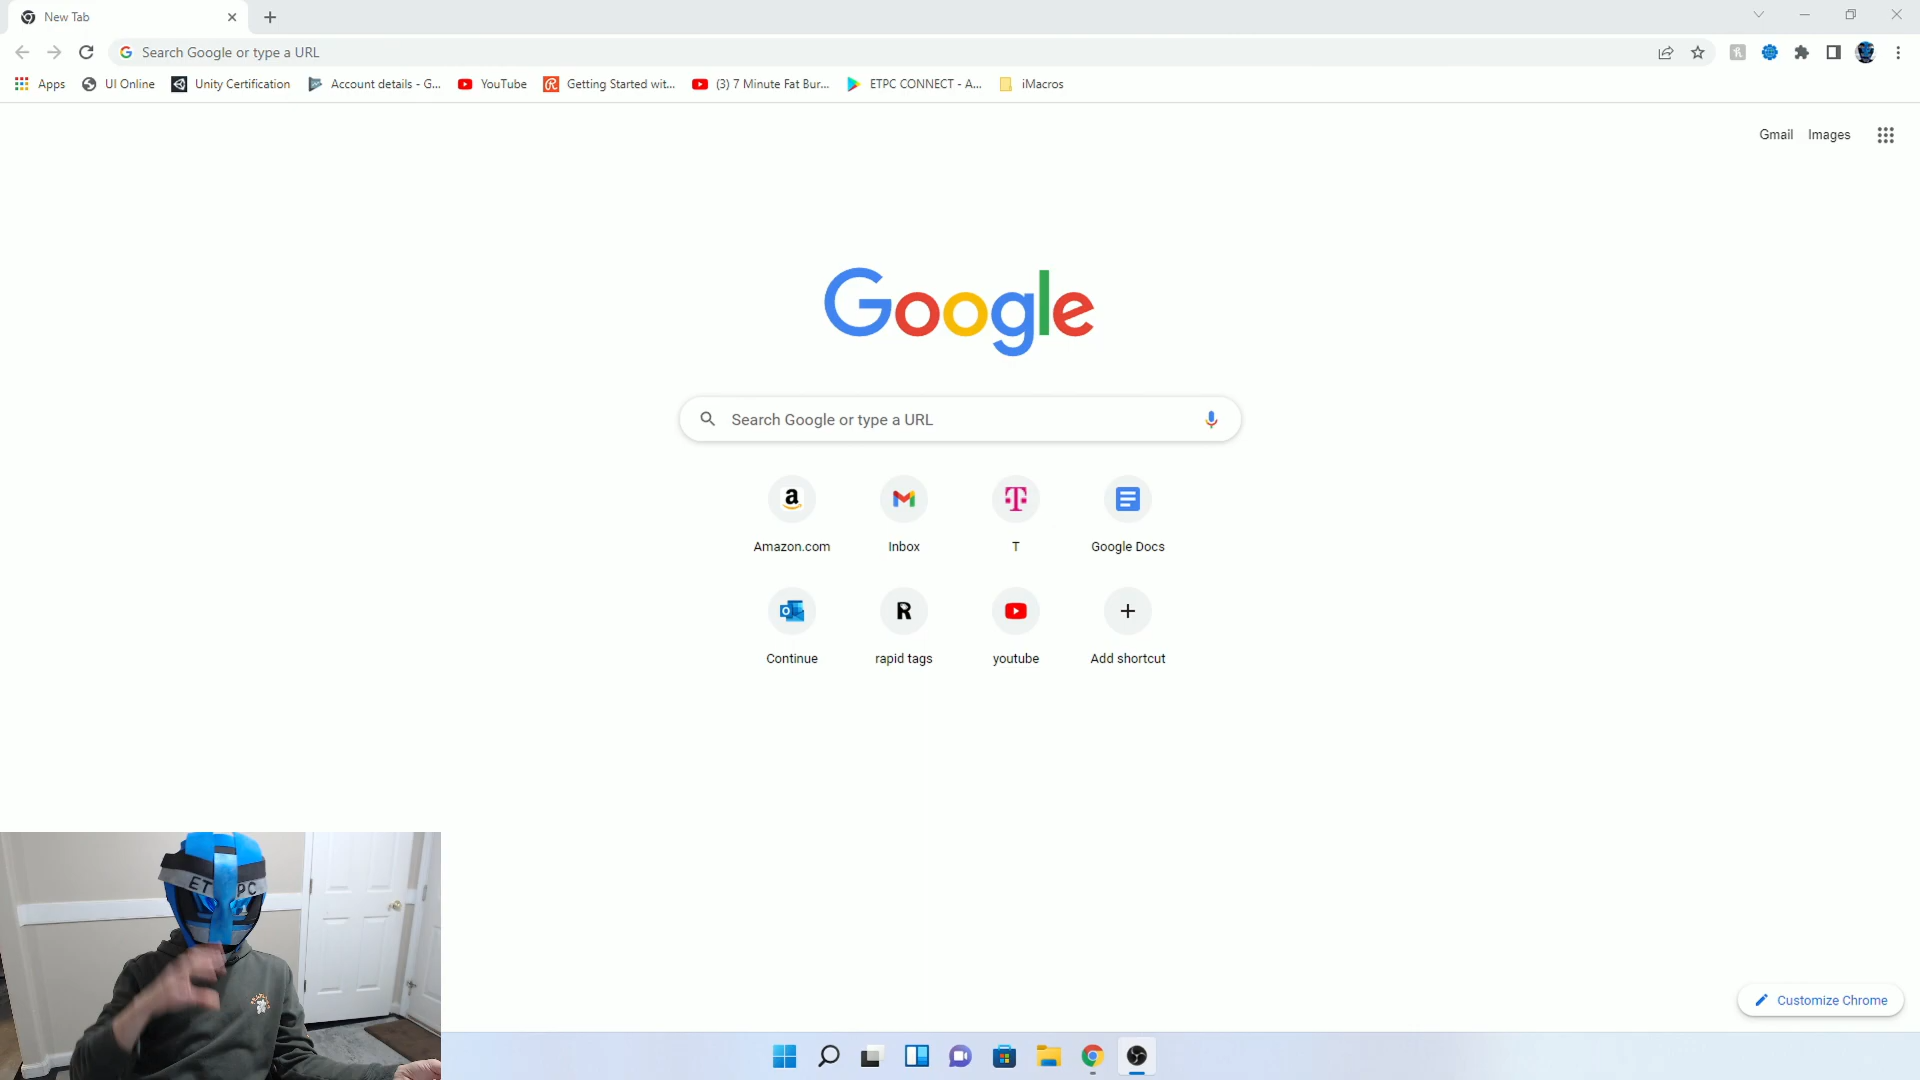 New Tab
Search Google or type a URL
Apps
UI Online
Unity Certification
Account details - G...
YouTube
Getting Started wit...
(3) 7 Minute Fat Bur...
ETPC CONNECT - A...
iMacros
Gmail
Images
Google
Search Google or type a URL
Amazon.com
Inbox
T
Google Docs
Continue
rapid tags
youtube
Add shortcut
ET PC
Customize Chrome